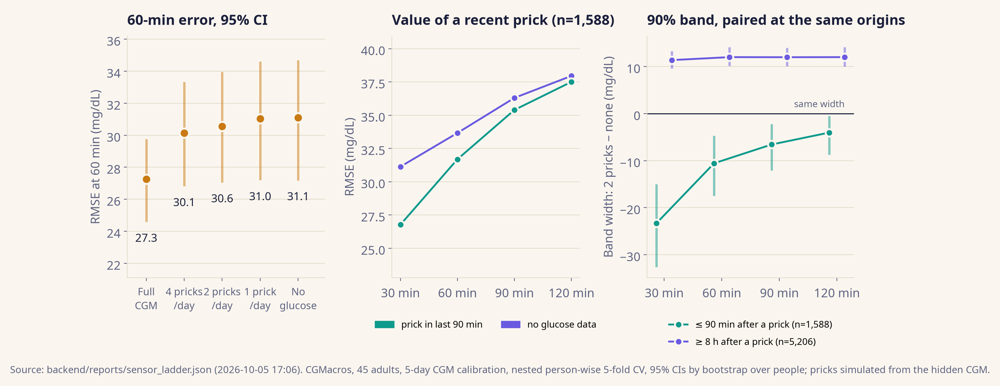 60-min error, 95% CI
RMSE at 60 min (mg/dL)
36
34
32
30
28
26
24
22
27.3
30.1
30.6
31.0
31.1
Full CGM
4 pricks /day
2 pricks /day
1 prick /day
No glucose
Value of a recent prick (n=1,588)
RMSE (mg/dL)
40.0
37.5
35.0
32.5
30.0
27.5
25.0
30 min
60 min
90 min
120 min
prick in last 90 min
no glucose data
90% band, paired at the same origins
Band width: 2 pricks – none (mg/dL)
10
0
−10
−20
−30
same width
30 min
60 min
90 min
120 min
≤ 90 min after a prick (n=1,588)
≥ 8 h after a prick (n=5,206)
Source: backend/reports/sensor_ladder.json (2026-10-05 17:06). CGMacros, 45 adults, 5-day CGM calibration, nested person-wise 5-fold CV, 95% CIs by bootstrap over people; pricks simulated from the hidden CGM.